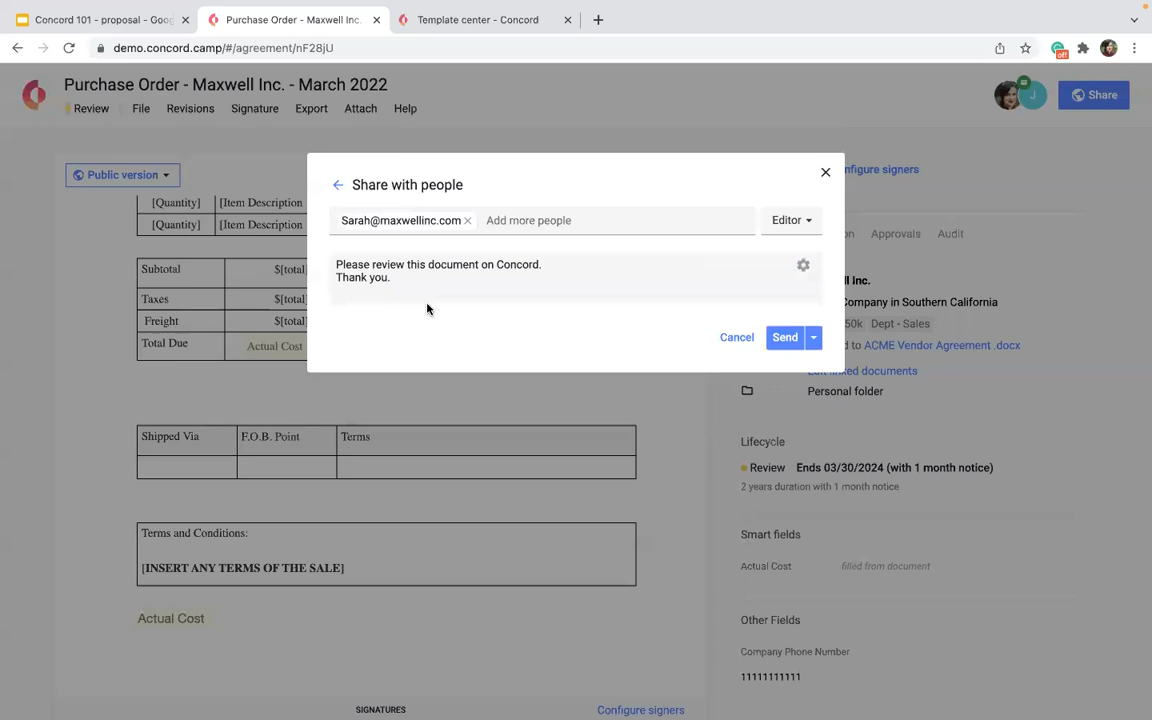 Concord 101 - proposal - Goog
Purchase Order - Maxwell Inc.
Template center - Concord
demo.concord.camp/#/agreement/nF28jU
off
Purchase Order - Maxwell Inc. - March 2022
Review File Revisions Signature Export Attach Help
J
Share
Public version
Share with people
Sarah@maxwellinc.com Add more people
Editor
Please review this document on Concord.
Thank you.
Cancel
Send
[Quantity] [Item Description
[Quantity] [Item Description
Subtotal $[total]
Taxes $[total]
Freight $[total]
Total Due Actual Cost
Shipped Via F.O.B. Point Terms
Terms and Conditions:
[INSERT ANY TERMS OF THE SALE]
Actual Cost
SIGNATURES
Configure signers
nfigure signers
on Approvals Audit
ll Inc.
Company in Southern California
50k Dept - Sales
d to ACME Vendor Agreement .docx
Edit linked documents
Personal folder
Lifecycle
Review Ends 03/30/2024 (with 1 month notice)
2 years duration with 1 month notice
Smart fields
Actual Cost filled from document
Other Fields
Company Phone Number
11111111111